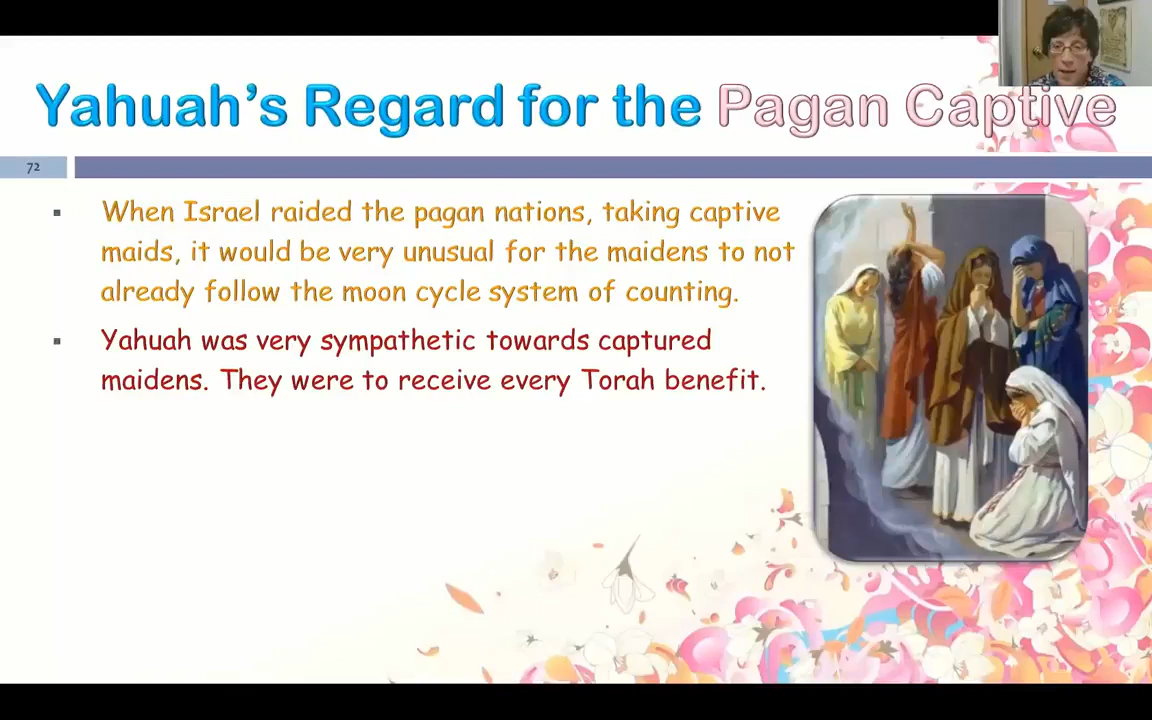 Yahuah's Regard for the Pagan Captive
72
▪ When Israel raided the pagan nations, taking captive
maids, it would be very unusual for the maidens to not
already follow the moon cycle system of counting.
▪ Yahuah was very sympathetic towards captured
maidens. They were to receive every Torah benefit.